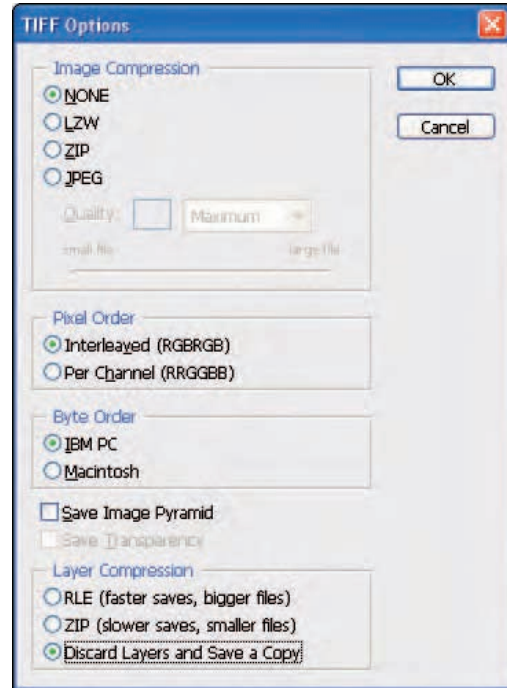 TIFF Options
Image Compression
OK
NONE
LZW
Cancel
ZIP
JPEG
Quality:
Maximum
small file
large file
Pixel Order
Interleaved (RGBRGB)
Per Channel (RRGGBB)
Byte Order
IBM PC
Macintosh
Save Image Pyramid
Save Transparency
Layer Compression
RLE (faster saves, bigger files)
ZIP (slower saves, smaller files)
Discard Layers and Save a Copy